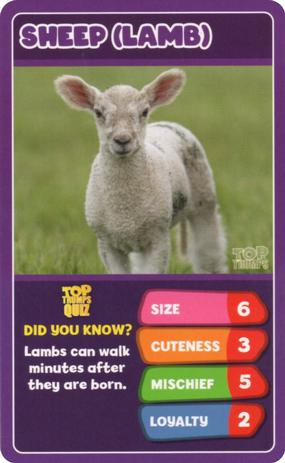 SHEEP (LAMB)
TOP
TRUMPS
TOP
TRUMPS
QUIZ
DID YOU KNOW?
Lambs can walk
minutes after
they are born.
SIZE 6
CUTENESS 3
MISCHIEF 5
LOYALTY 2